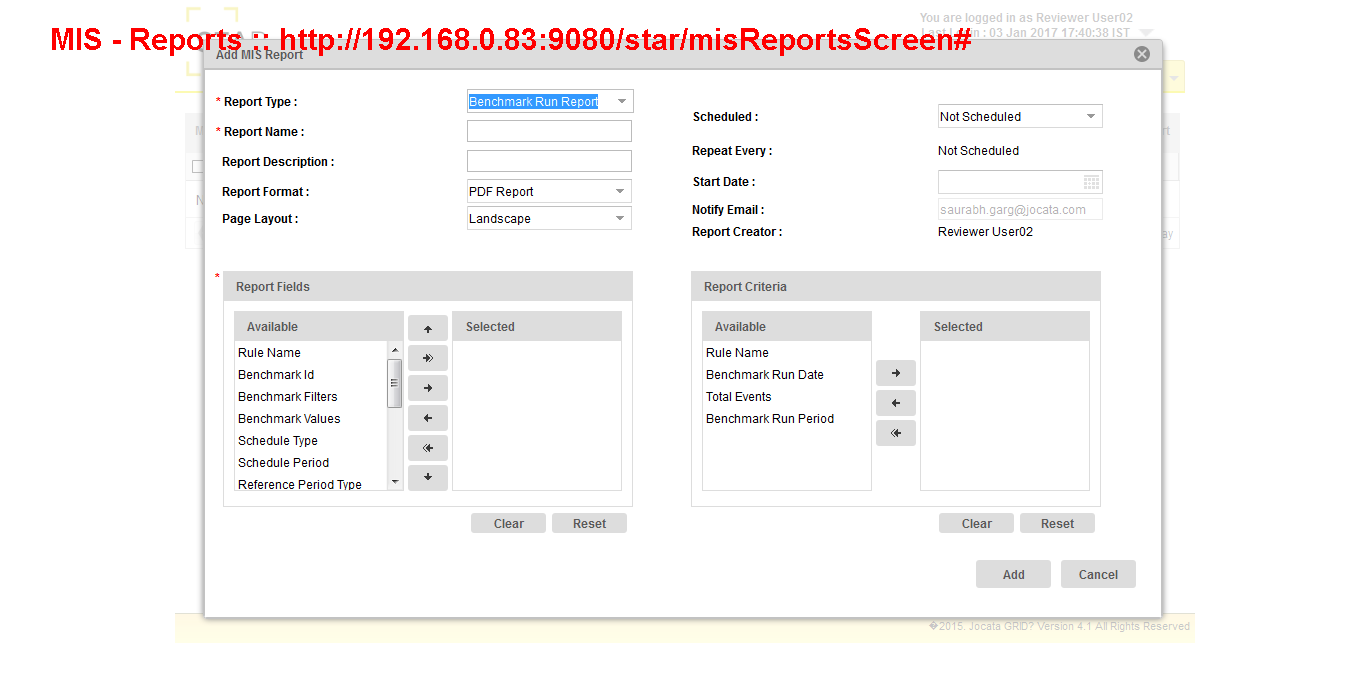 You are logged in as Reviewer User02
MIS - Reports :: http://192.168.0.83:9080/star/misReportsScreen#
: 03 Jan 2017 17:40:38 IST
Add MIS Report
* Report Type :
Benchmark Run Report
* Report Name :
Report Description :
Report Format :
PDF Report
Page Layout :
Landscape
Scheduled :
Not Scheduled
Repeat Every :
Not Scheduled
Start Date :
Notify Email :
saurabh.garg@jocata.com
Report Creator :
Reviewer User02
*
Report Fields
Available
Selected
Rule Name
Benchmark Id
Benchmark Filters
Benchmark Values
Schedule Type
Schedule Period
Reference Period Type
Clear
Reset
Report Criteria
Available
Selected
Rule Name
Benchmark Run Date
Total Events
Benchmark Run Period
Clear
Reset
Add
Cancel
�2015. Jocata GRID? Version 4.1 All Rights Reserved